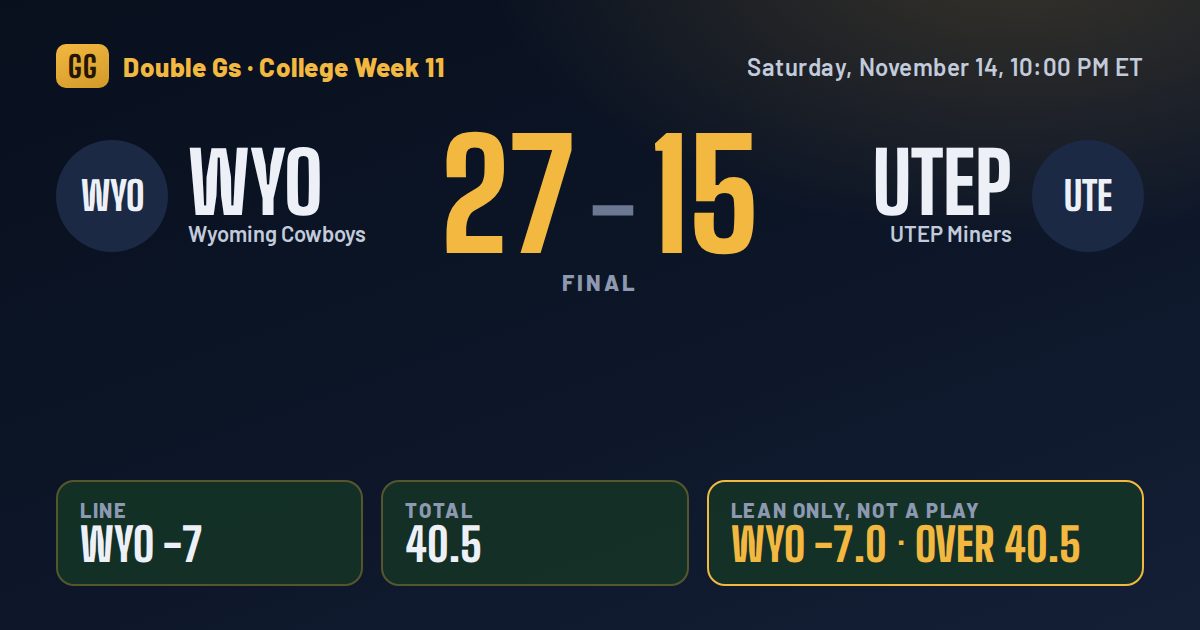 GG Double Gs · College Week 11
Saturday, November 14, 10:00 PM ET
WYO
WYO
Wyoming Cowboys
27 – 15
FINAL
UTEP
UTEP Miners
UTE
LINE
WYO –7
TOTAL
40.5
LEAN ONLY, NOT A PLAY
WYO –7.0 · OVER 40.5